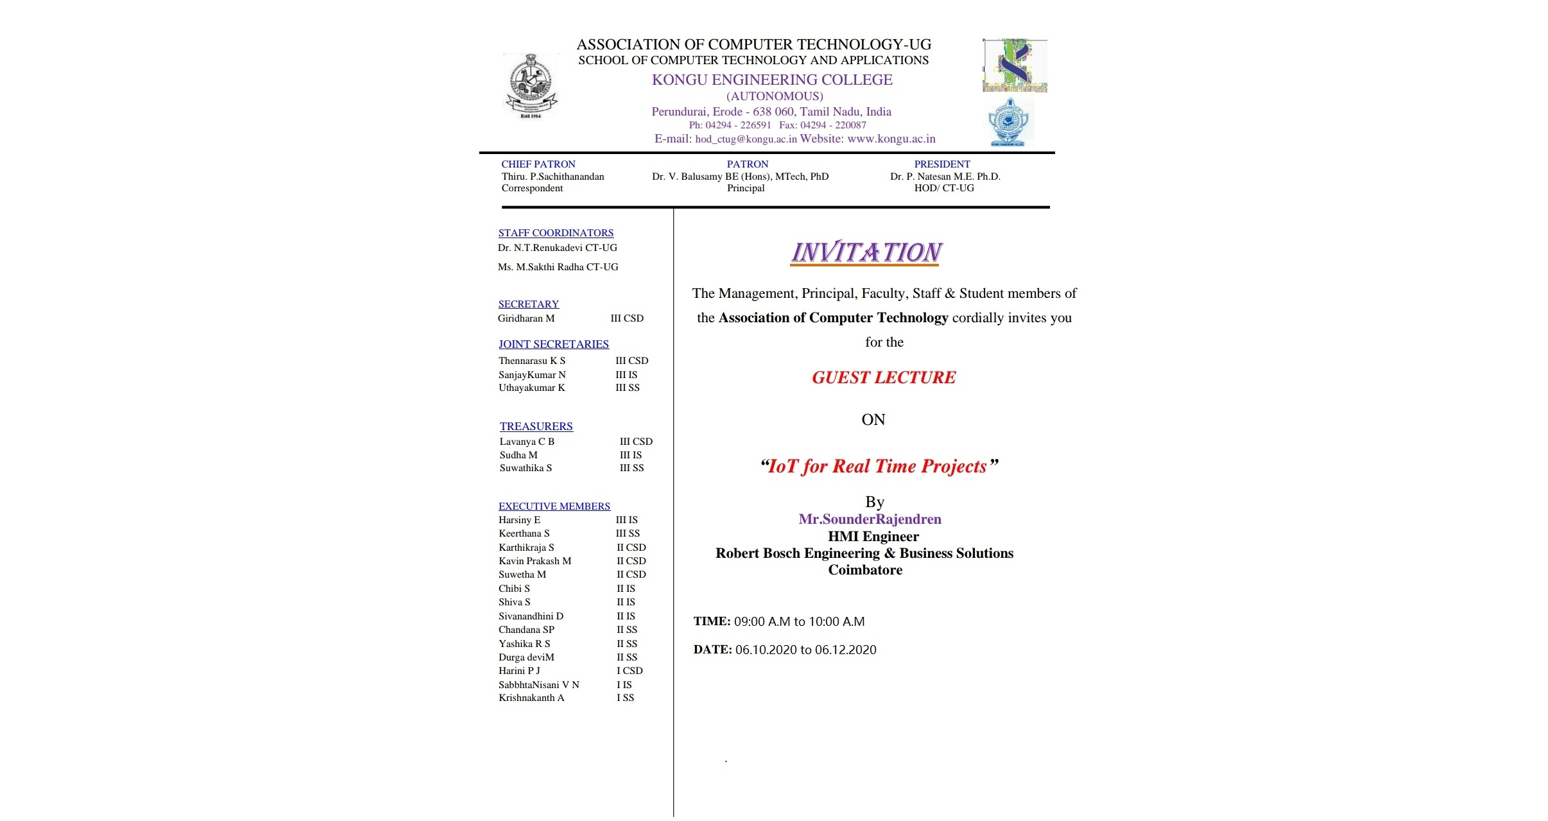 ASSOCIATION OF COMPUTER TECHNOLOGY-UG
SCHOOL OF COMPUTER TECHNOLOGY AND APPLICATIONS
KONGU ENGINEERING COLLEGE
(AUTONOMOUS)
Perundurai, Erode - 638 060, Tamil Nadu, India
Ph: 04294 - 226591 Fax: 04294 - 220087
E-mail: hod_ctug@kongu.ac.in Website: www.kongu.ac.in
Estd 1984
CHIEF PATRON
Thiru. P.Sachithanandan
Correspondent
PATRON
Dr. V. Balusamy BE (Hons), MTech, PhD
Principal
PRESIDENT
Dr. P. Natesan M.E. Ph.D.
HOD/ CT-UG
STAFF COORDINATORS
Dr. N.T.Renukadevi CT-UG
Ms. M.Sakthi Radha CT-UG
SECRETARY
Giridharan M III CSD
JOINT SECRETARIES
Thennarasu K S III CSD
SanjayKumar N III IS
Uthayakumar K III SS
TREASURERS
Lavanya C B III CSD
Sudha M III IS
Suwathika S III SS
EXECUTIVE MEMBERS
Harsiny E III IS
Keerthana S III SS
Karthikraja S II CSD
Kavin Prakash M II CSD
Suwetha M II CSD
Chibi S II IS
Shiva S II IS
Sivanandhini D II IS
Chandana SP II SS
Yashika R S II SS
Durga deviM II SS
Harini P J I CSD
SabbhtaNisani V N I IS
Krishnakanth A I SS
INVITATION
The Management, Principal, Faculty, Staff & Student members of
the Association of Computer Technology cordially invites you
for the
GUEST LECTURE
ON
“IoT for Real Time Projects”
By
Mr.SounderRajendren
HMI Engineer
Robert Bosch Engineering & Business Solutions
Coimbatore
TIME: 09:00 A.M to 10:00 A.M
DATE: 06.10.2020 to 06.12.2020
.